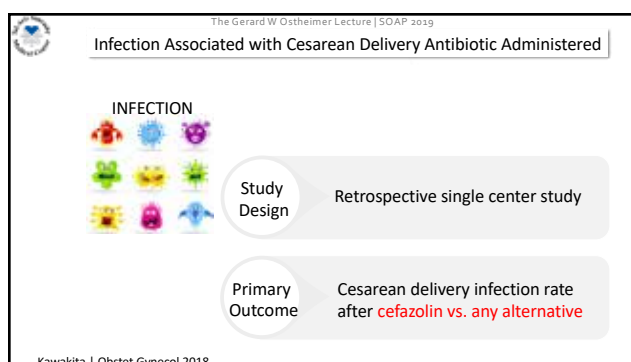 The Gerard W Ostheimer Lecture | SOAP 2019
Infection Associated with Cesarean Delivery Antibiotic Administered
INFECTION
Study
Design
Retrospective single center study
Primary
Outcome
Cesarean delivery infection rate
after cefazolin vs. any alternative
Kawakita | Obstet Gynecol 2018